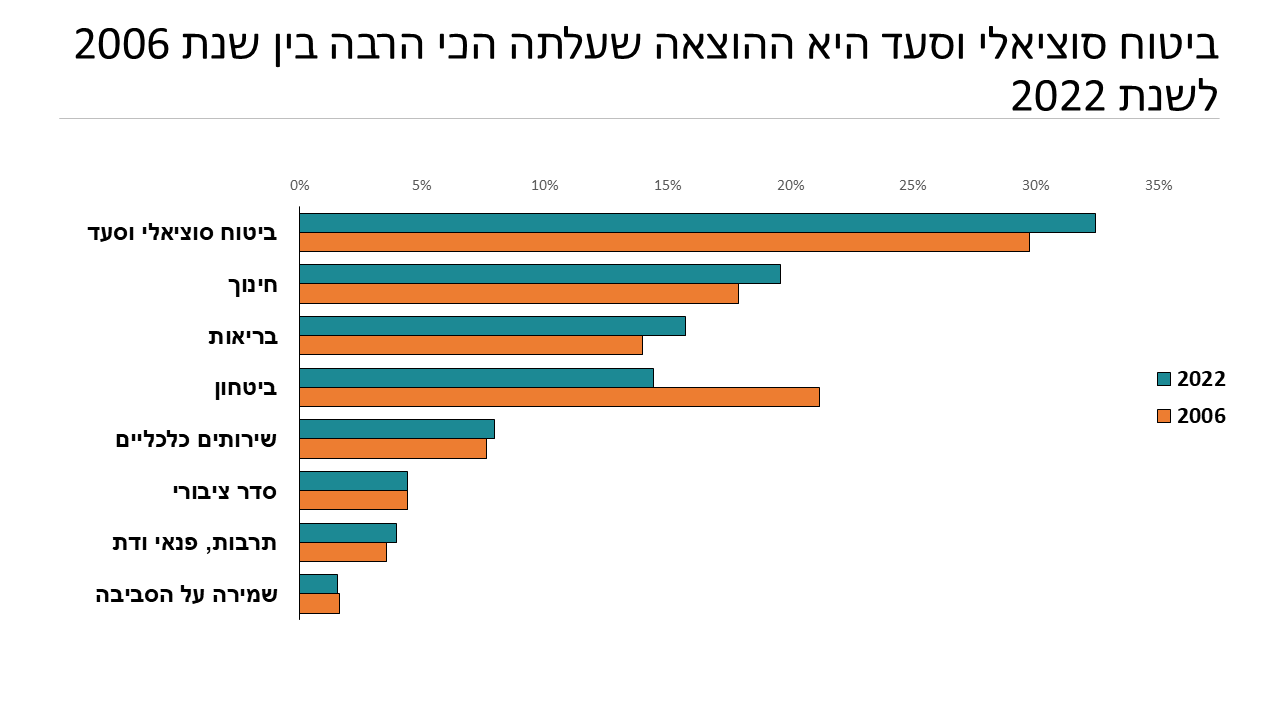 ביטוח סוציאלי וסעד היא ההוצאה שעלתה הכי הרבה בין שנת 2006
לשנת 2022
0% 5% 10% 15% 20% 25% 30% 35%
ביטוח סוציאלי וסעד
חינוך
בריאות
ביטחון
שירותים כלכליים
סדר ציבורי
תרבות, פנאי ודת
שמירה על הסביבה
2022
2006